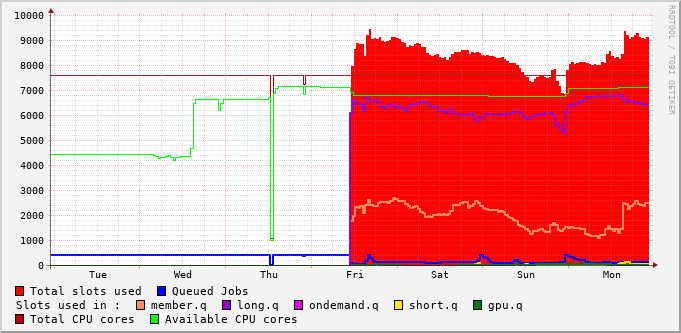 10000
9000
8000
7000
6000
5000
4000
3000
2000
1000
0
Tue Wed Thu Fri Sat Sun Mon
RRDTOOL / TOBI OETIKER
Total slots used Queued Jobs
Slots used in : member.q long.q ondemand.q short.q gpu.q
Total CPU cores Available CPU cores